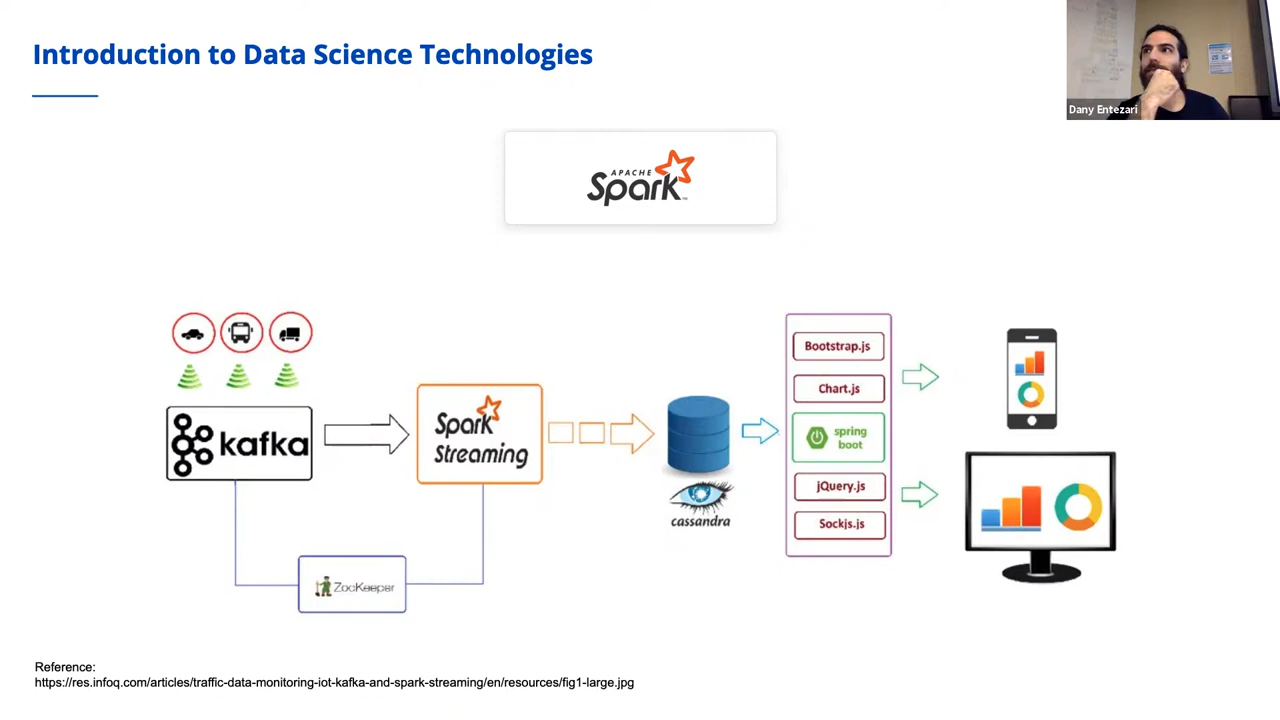 Introduction to Data Science Technologies
Dany Entezari
APACHE
Spark™
kafka
Spark
Streaming
ZooKeeper
cassandra
Bootstrap.js
Chart.js
spring
boot
jQuery.js
Sockjs.js
Reference:
https://res.infoq.com/articles/traffic-data-monitoring-iot-kafka-and-spark-streaming/en/resources/fig1-large.jpg